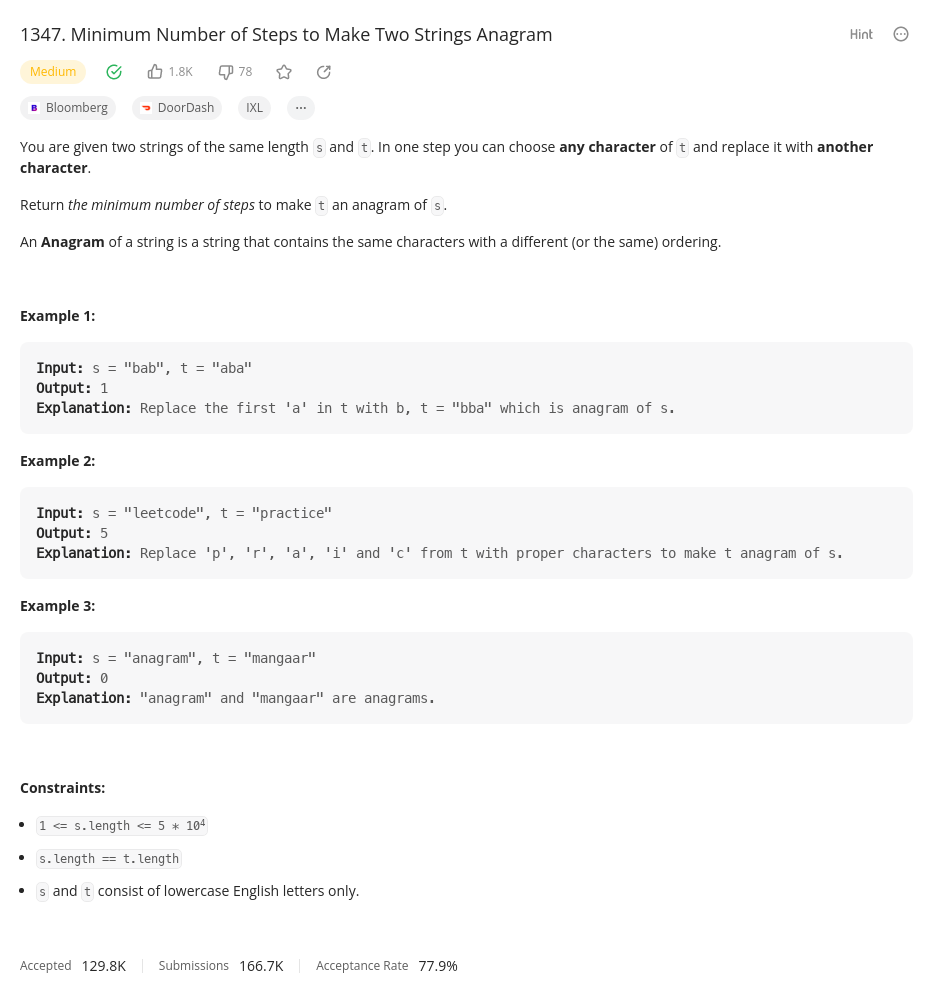 1347. Minimum Number of Steps to Make Two Strings Anagram
Hint
Medium
1.8K
78
B Bloomberg
DoorDash
IXL
You are given two strings of the same length s and t. In one step you can choose any character of t and replace it with another
character.
Return the minimum number of steps to make t an anagram of s.
An Anagram of a string is a string that contains the same characters with a different (or the same) ordering.
Example 1:
Input: s = "bab", t = "aba"
Output: 1
Explanation: Replace the first 'a' in t with b, t = "bba" which is anagram of s.
Example 2:
Input: s = "leetcode", t = "practice"
Output: 5
Explanation: Replace 'p', 'r', 'a', 'i' and 'c' from t with proper characters to make t anagram of s.
Example 3:
Input: s = "anagram", t = "mangaar"
Output: 0
Explanation: "anagram" and "mangaar" are anagrams.
Constraints:
• 1 <= s.length <= 5 * 10⁴
• s.length == t.length
• s and t consist of lowercase English letters only.
Accepted 129.8K Submissions 166.7K Acceptance Rate 77.9%